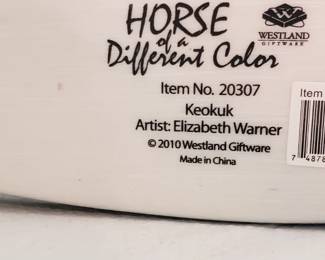 HORSE
of a
Different Color
WESTLAND
GIFTWARE
Item No. 20307
Keokuk
Artist: Elizabeth Warner
© 2010 Westland Giftware
Made in China
Item
7 4878